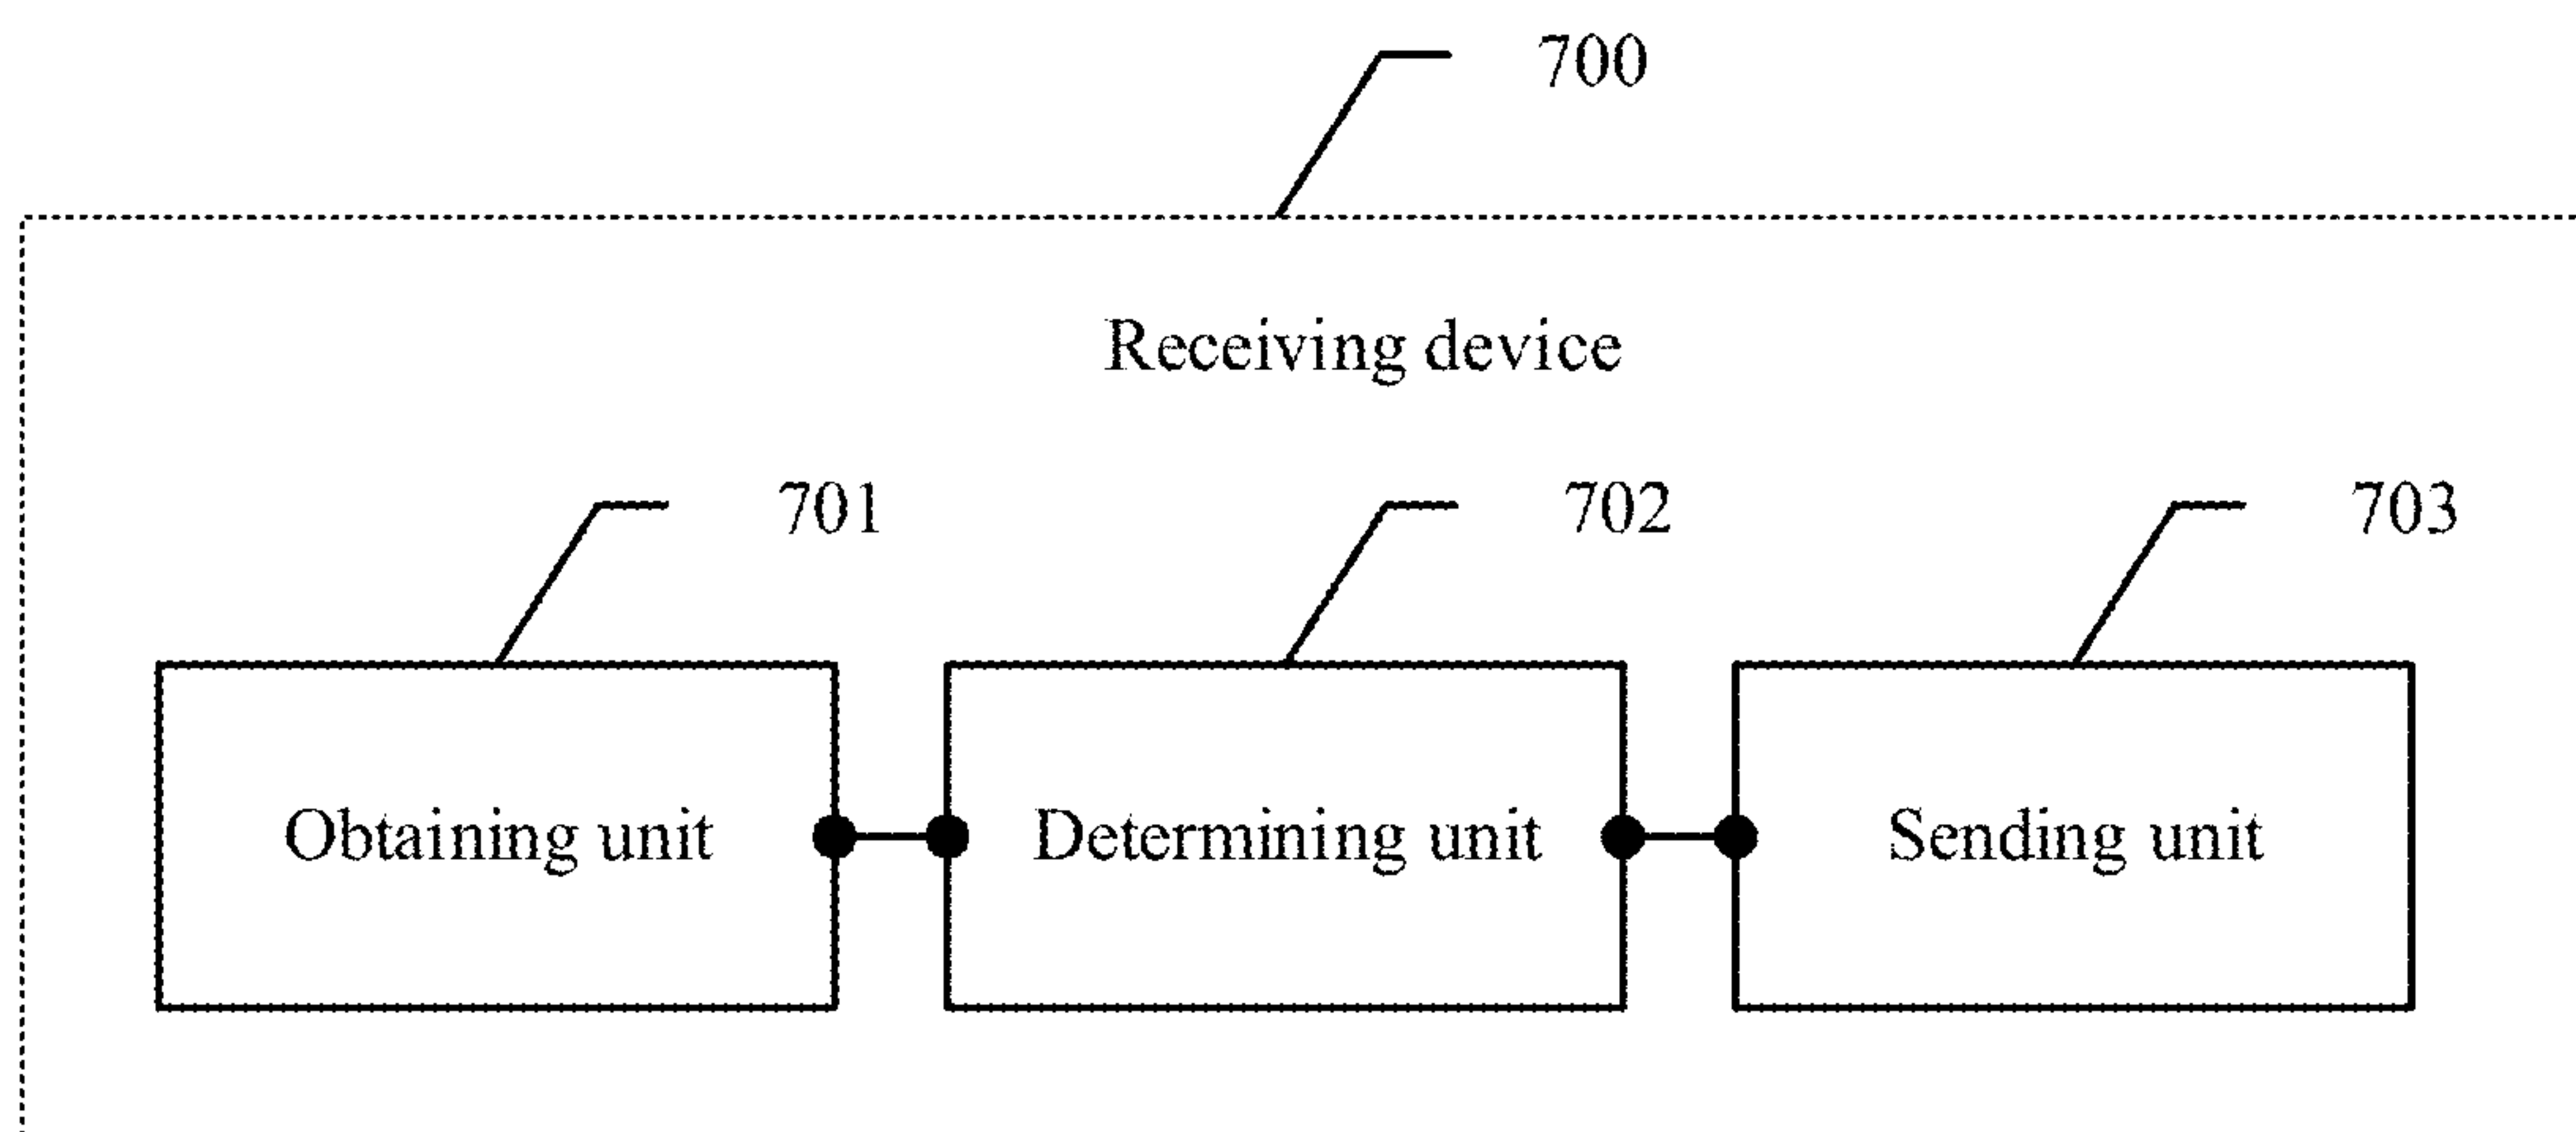 700
Receiving device
701
702
703
Obtaining unit
Determining unit
Sending unit